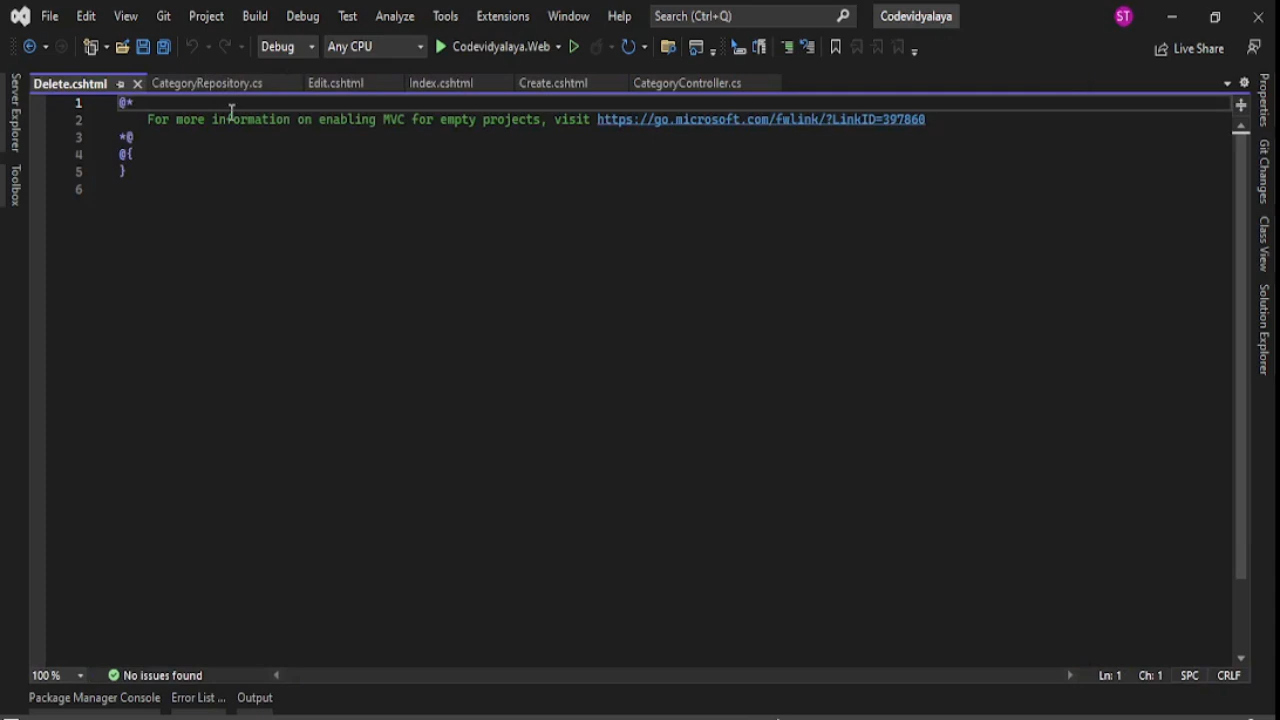 File Edit View Git Project Build Debug Test Analyze Tools Extensions Window Help Search (Ctrl+Q) Codevidyalaya ST
Debug Any CPU Codevidyalaya.Web Live Share
Delete.cshtml CategoryRepository.cs Edit.cshtml Index.cshtml Create.cshtml CategoryController.cs
1 @*
2 For more information on enabling MVC for empty projects, visit https://go.microsoft.com/fwlink/?LinkID=397860
3 *@
4 @{
5 }
6
Server Explorer
Toolbox
Properties
Git Changes
Class View
Solution Explorer
100 % No issues found Ln: 1 Ch: 1 SPC CRLF
Package Manager Console Error List ... Output